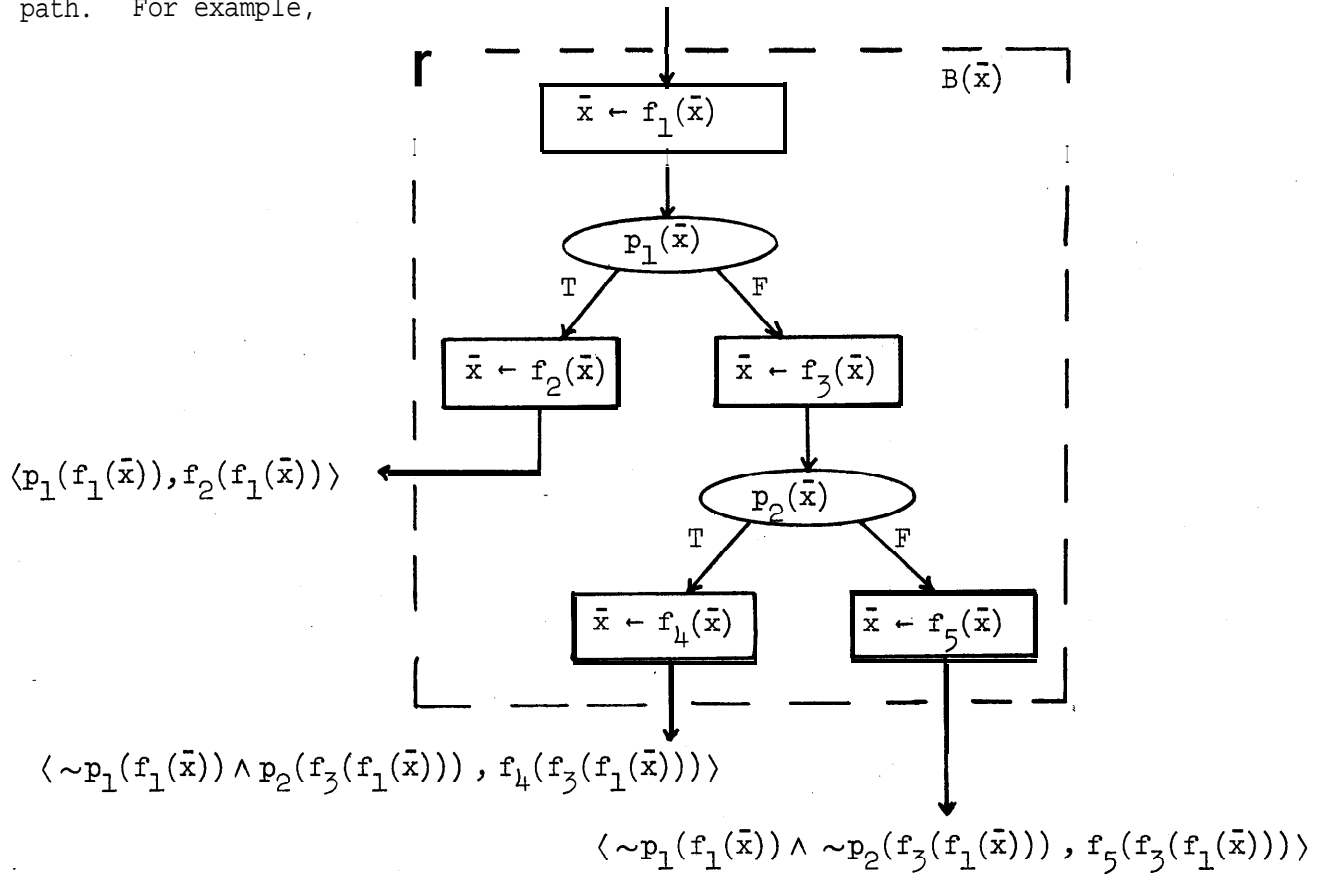 path. For example,
B(x̄)
x̄ ← f₁(x̄)
p₁(x̄)
T F
x̄ ← f₂(x̄) x̄ ← f₃(x̄)
⟨p₁(f₁(x̄)),f₂(f₁(x̄))⟩
p₂(x̄)
T F
x̄ ← f₄(x̄) x̄ ← f₅(x̄)
⟨~p₁(f₁(x̄)) ∧ p₂(f₃(f₁(x̄))) , f₄(f₃(f₁(x̄)))⟩
⟨~p₁(f₁(x̄)) ∧ ~p₂(f₃(f₁(x̄))) , f₅(f₃(f₁(x̄)))⟩